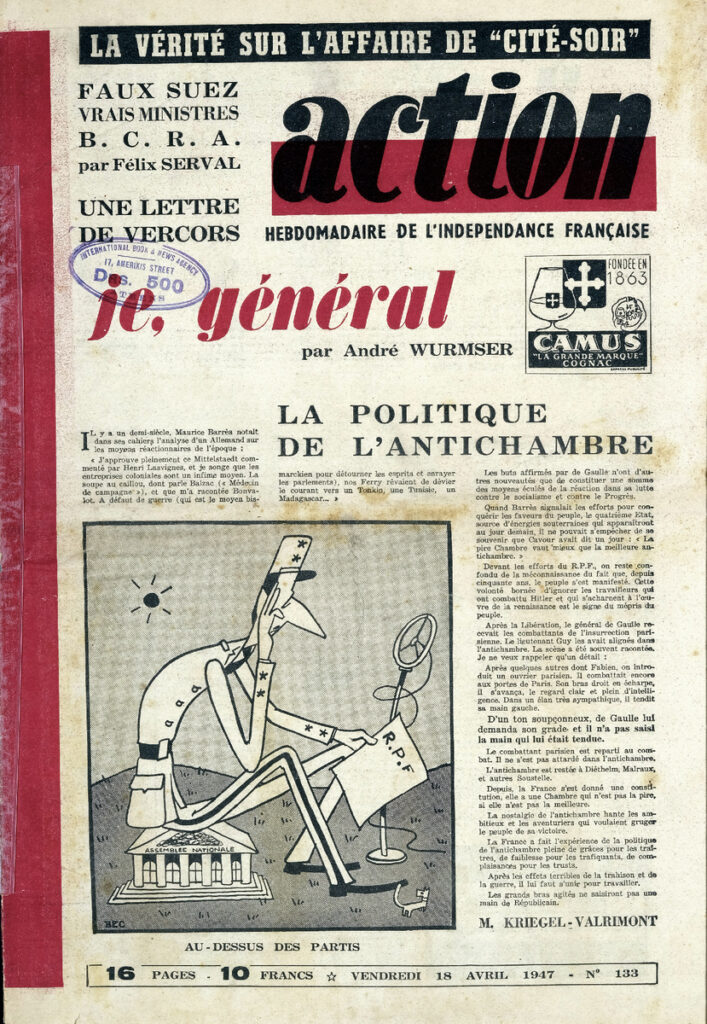 LA VÉRITÉ SUR L'AFFAIRE DE "CITÉ-SOIR"
FAUX SUEZ
VRAIS MINISTRES
B. C. R. A.
par Félix SERVAL
UNE LETTRE
DE VERCORS
action
HEBDOMADAIRE DE L'INDEPENDANCE FRANÇAISE
INTERNATIONAL BOOK & NEWS AGENCY
17, AMERIKIS STREET
Drs. 500
je, général
par André WURMSER
FONDÉE EN
1863
CAMUS
"LA GRANDE MARQUE"
COGNAC
LA POLITIQUE
DE L'ANTICHAMBRE
IL y a un demi-siècle, Maurice Barrès notait
dans ses cahiers l'analyse d'un Allemand sur
les moyens réactionnaires de l'époque :
« J'approuve pleinement ce Mittelstaedt com-
menté par Henri Lasvignes, et je songe que les
entreprises coloniales sont un infime moyen. La
soupe au caillou, dont parle Balzac (« Médecin
de campagne »), et que m'a racontée Bonva-
lot. A défaut de guerre (qui est le moyen bis-
marckien pour détourner les esprits et enrayer
les parlements), nos Ferry rêvaient de dévier
le courant vers un Tonkin, une Tunisie, un
Madagascar... »
Les buts affirmés par de Gaulle n'ont d'au-
tres nouveautés que de constituer une somme
des moyens éculés de la réaction dans sa lutte
contre le socialisme et contre le Progrès.
Quand Barrès signalait les efforts pour con-
quérir les faveurs du peuple, le quatrième Etat,
source d'énergies souterraines qui apparaîtront
au jour demain, il ne pouvait s'empêcher de se
souvenir que Cavour avait dit un jour : « La
pire Chambre vaut mieux que la meilleure an-
tichambre. »
Devant les efforts du R.P.F., on reste con-
fondu de la méconnaissance du fait que, depuis
cinquante ans, le peuple s'est manifesté. Cette
volonté bornée d'ignorer les travailleurs qui
ont combattu Hitler et qui s'acharnent à l'œu-
vre de la renaissance est le signe du mépris du
peuple.
Après la Libération, le général de Gaulle re-
cevait les combattants de l'insurrection pari-
sienne. Le lieutenant Guy les avait alignés dans
l'antichambre. La scène a été souvent racontée.
Je ne veux rappeler qu'un détail :
Après quelques autres dont Fabien, on intro-
duit un ouvrier parisien. Il combattait encore
aux portes de Paris. Son bras droit en écharpe,
il s'avança, le regard clair et plein d'intelli-
gence. Dans un élan très sympathique, il tendit
sa main gauche.
D'un ton soupçonneux, de Gaulle lui
demanda son grade et il n'a pas saisi
la main qui lui était tendue.
Le combattant parisien est reparti au com-
bat. Il ne s'est pas attardé dans l'antichambre.
L'antichambre est restée à Diéthelm, Malraux,
et autres Soustelle.
Depuis, la France s'est donné une consti-
tution, elle a une Chambre qui n'est pas la pire,
si elle n'est pas la meilleure.
La nostalgie de l'antichambre hante les am-
bitieux et les aventuriers qui voulaient gruger
le peuple de sa victoire.
La France a fait l'expérience de la politique
de l'antichambre pleine de grâces pour les traî-
tres, de faiblesse pour les trafiquants, de com-
plaisances pour les trusts.
Après les effets terribles de la trahison et de
la guerre, il lui faut s'unir pour travailler.
Les grands bras agités ne saisiront pas une
main de Républicain.
M. KRIEGEL-VALRIMONT
R.P.F
ASSEMBLÉE NATIONALE
BEC
AU-DESSUS DES PARTIS
16 PAGES - 10 FRANCS ☆ VENDREDI 18 AVRIL 1947 - N° 133